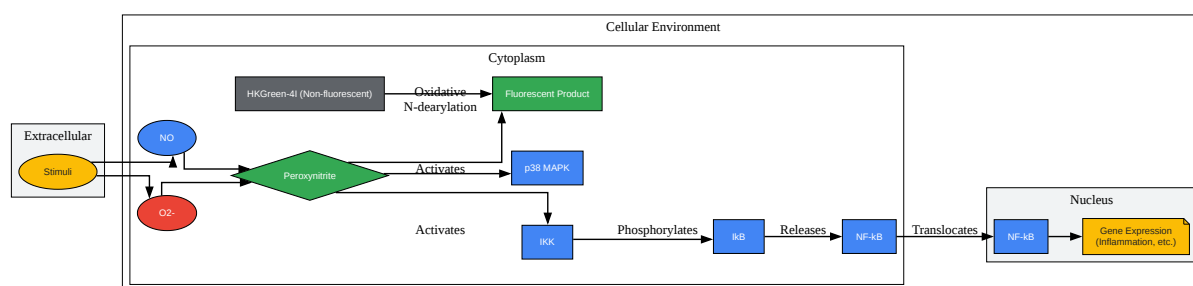 Cellular Environment
Cytoplasm
HKGreen-4I (Non-fluorescent)
Oxidative
N-dearylation
Fluorescent Product
Extracellular
Stimuli
NO
O2-
Peroxynitrite
Activates
p38 MAPK
Activates
IKK
Phosphorylates
IkB
Releases
NF-kB
Translocates
Nucleus
NF-kB
Gene Expression
(Inflammation, etc.)